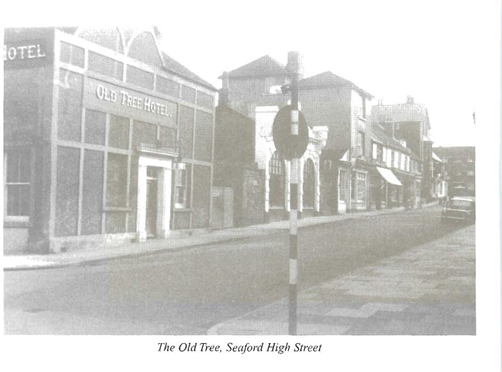 HOTEL
OLD TREE HOTEL.
The Old Tree, Seaford High Street